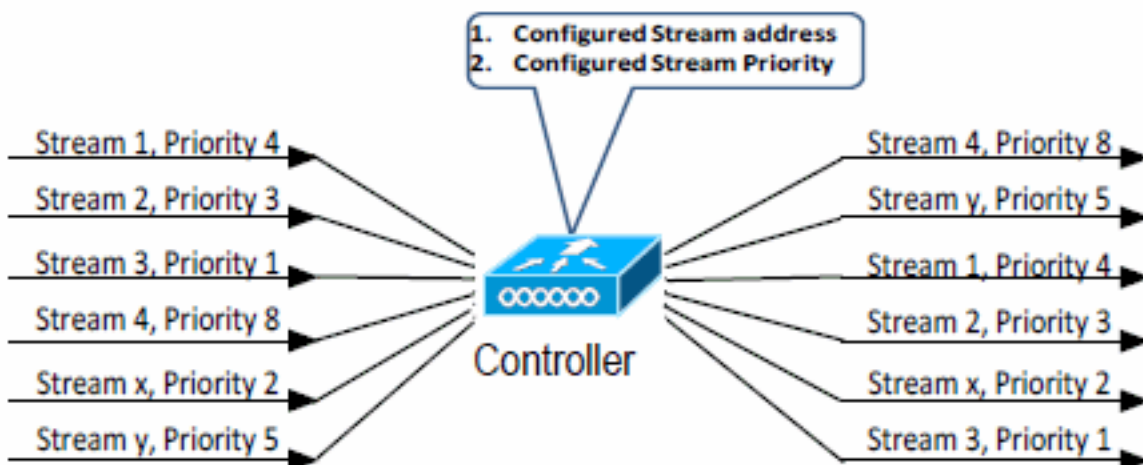 1. Configured Stream address
2. Configured Stream Priority
Stream 1, Priority 4
Stream 2, Priority 3
Stream 3, Priority 1
Stream 4, Priority 8
Stream x, Priority 2
Stream y, Priority 5
Controller
Stream 4, Priority 8
Stream y, Priority 5
Stream 1, Priority 4
Stream 2, Priority 3
Stream x, Priority 2
Stream 3, Priority 1